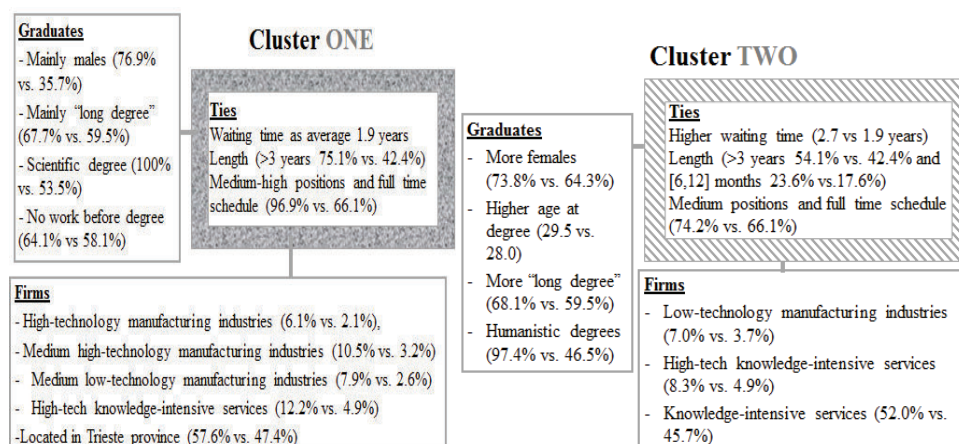 Graduates
- Mainly males (76.9%
vs. 35.7%)
- Mainly “long degree”
(67.7% vs. 59.5%)
- Scientific degree (100%
vs. 53.5%)
- No work before degree
(64.1% vs 58.1%)
Cluster ONE
Ties
Waiting time as average 1.9 years
Length (>3 years 75.1% vs. 42.4%)
Medium-high positions and full time
schedule (96.9% vs. 66.1%)
Firms
- High-technology manufacturing industries (6.1% vs. 2.1%),
- Medium high-technology manufacturing industries (10.5% vs. 3.2%)
- Medium low-technology manufacturing industries (7.9% vs. 2.6%)
- High-tech knowledge-intensive services (12.2% vs. 4.9%)
-Located in Trieste province (57.6% vs. 47.4%)
Cluster TWO
Graduates
- More females
(73.8% vs. 64.3%)
- Higher age at
degree (29.5 vs.
28.0)
- More “long degree”
(68.1% vs. 59.5%)
- Humanistic degrees
(97.4% vs. 46.5%)
Ties
Higher waiting time (2.7 vs 1.9 years)
Length (>3 years 54.1% vs. 42.4% and
[6,12] months 23.6% vs.17.6%)
Medium positions and full time schedule
(74.2% vs. 66.1%)
Firms
- Low-technology manufacturing industries
(7.0% vs. 3.7%)
- High-tech knowledge-intensive services
(8.3% vs. 4.9%)
- Knowledge-intensive services (52.0% vs.
45.7%)